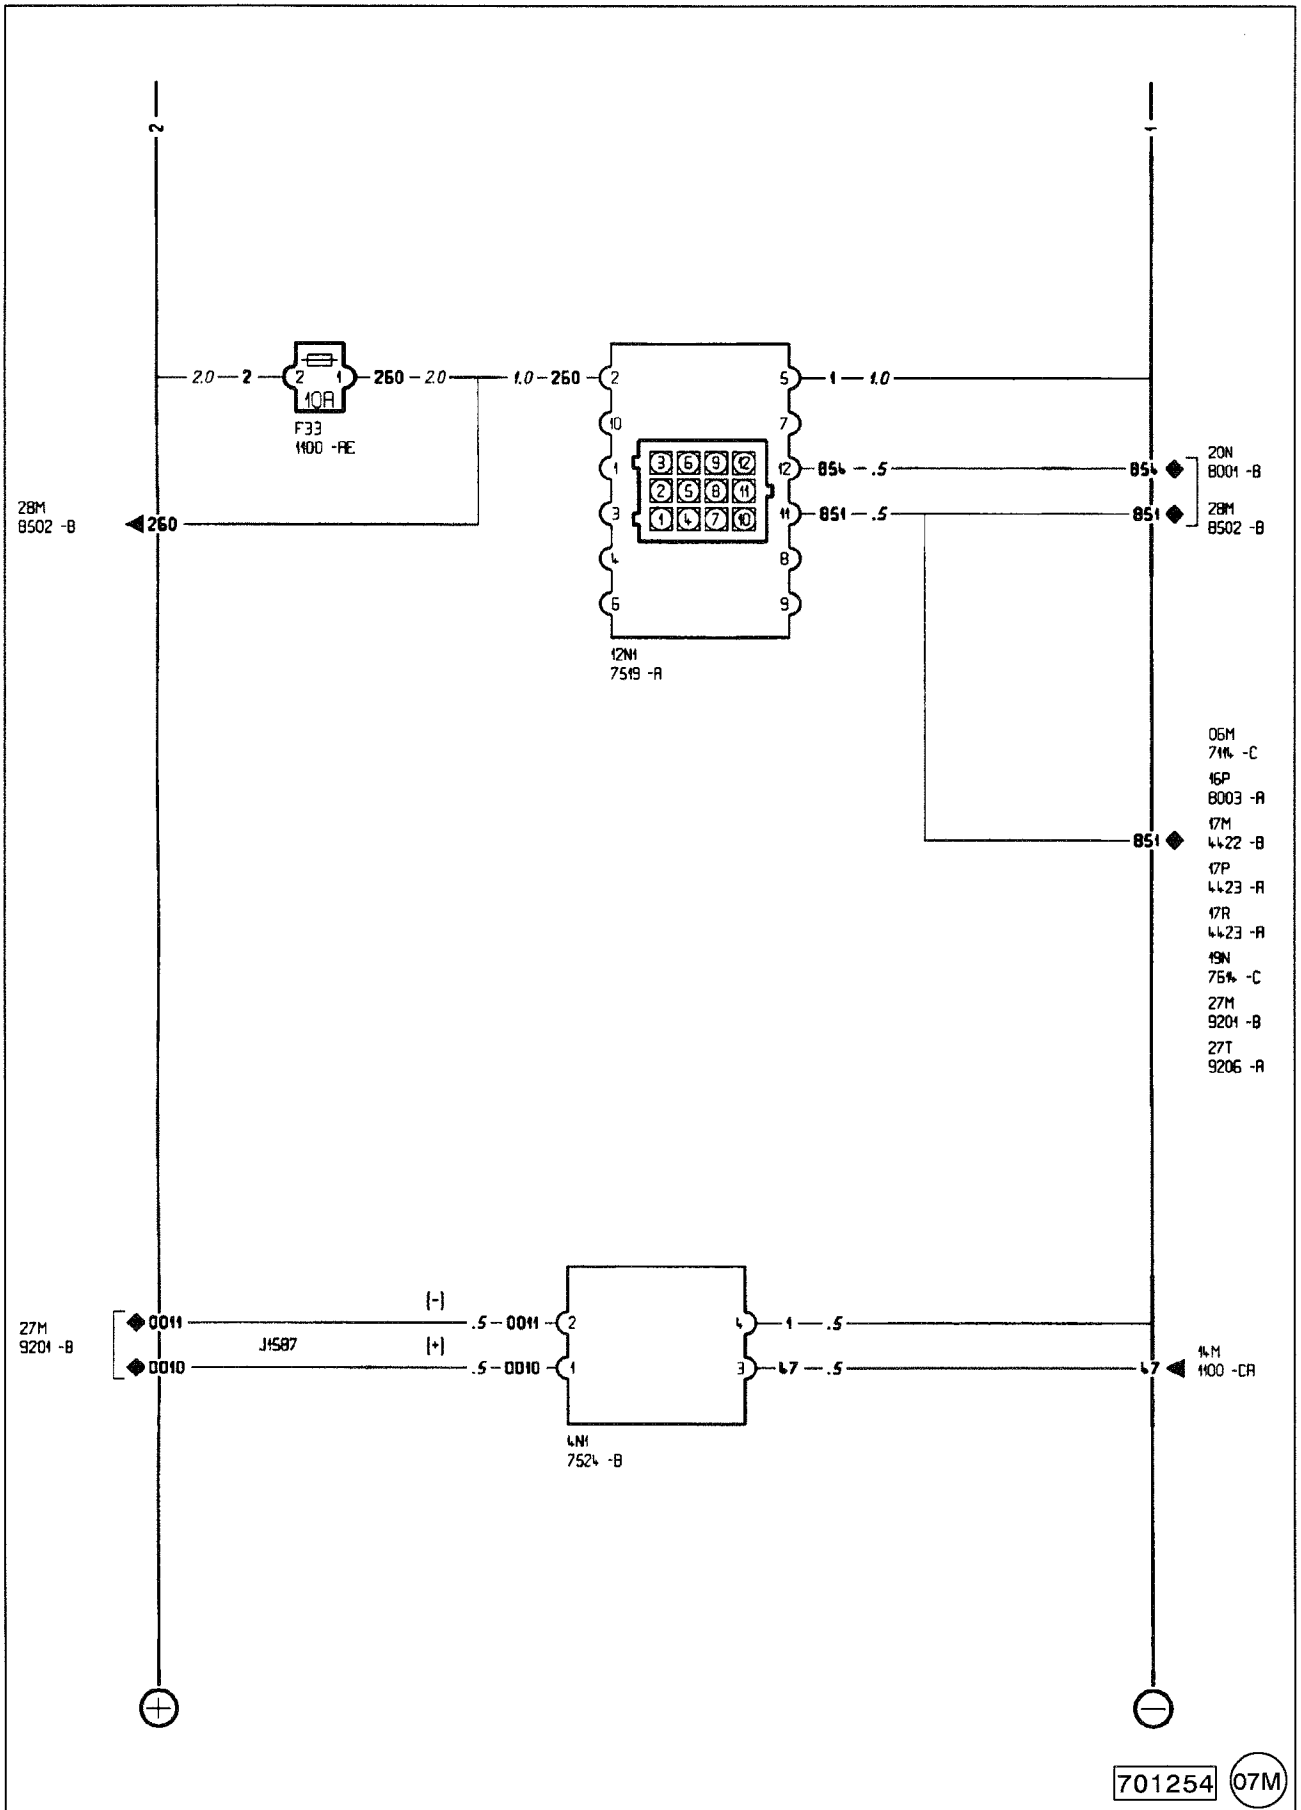 2
1
2.0 2 2 1 260 2.0 1.0 260 2 5 1 1.0
10A
F33
1100 -AE
10 7
1 3 6 9 12 12 854 .5 854
20N
8001 -B
2 5 8 11
28M
8502 -B
260
3 1 4 7 10 11 851 .5 851
28M
8502 -B
4 8
6 9
12N1
7519 -A
06M
7114 -C
16P
8003 -A
851
17M
4422 -B
17P
4423 -A
17R
4423 -A
19N
7614 -C
27M
9201 -B
27T
9206 -A
(-)
0011 .5 0011 2 4 1 .5
27M
9201 -B
J1587 (+)
0010 .5 0010 1 3 47 .5 47
14M
1100 -CA
4N1
7524 -B
+
−
701254 07M